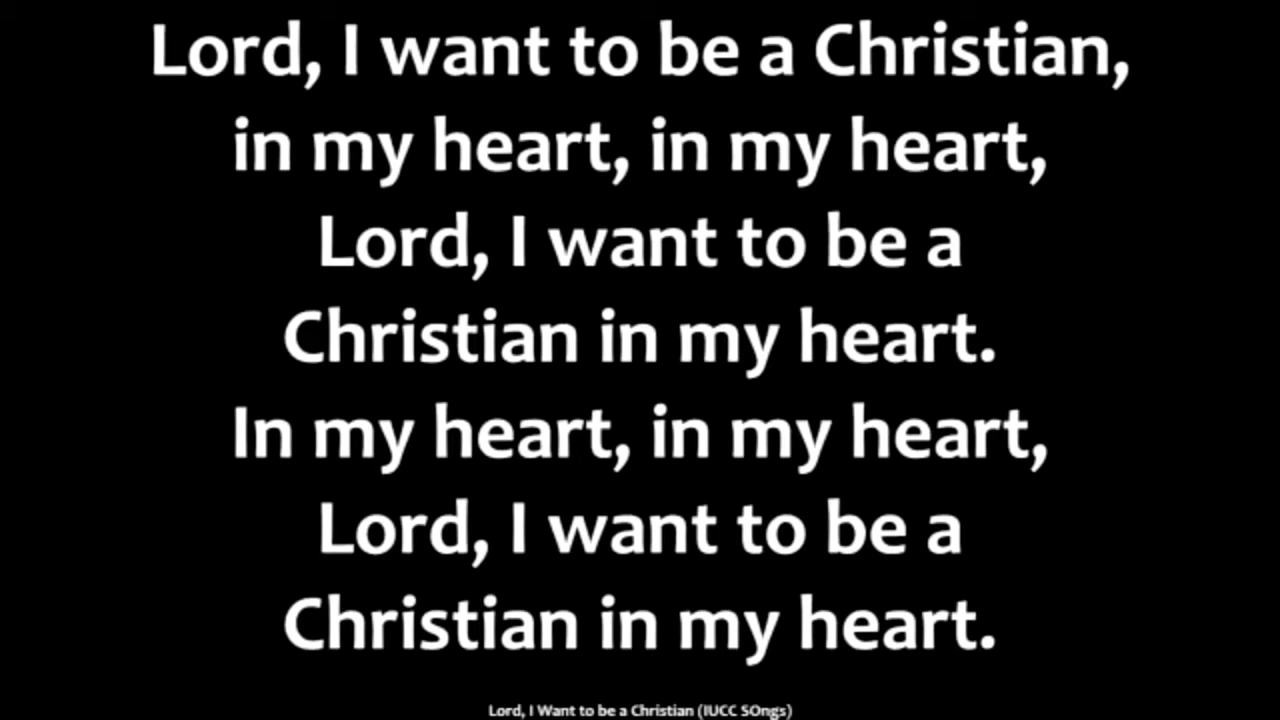 Lord, I want to be a Christian,
in my heart, in my heart,
Lord, I want to be a
Christian in my heart.
In my heart, in my heart,
Lord, I want to be a
Christian in my heart.
Lord, I Want to be a Christian (IUCC SOngs)